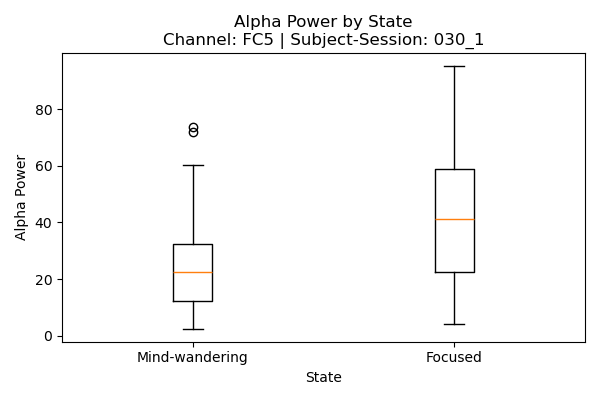 Alpha Power by State
Channel: FC5 | Subject-Session: 030_1
Alpha Power
80
60
40
20
0
Mind-wandering
Focused
State